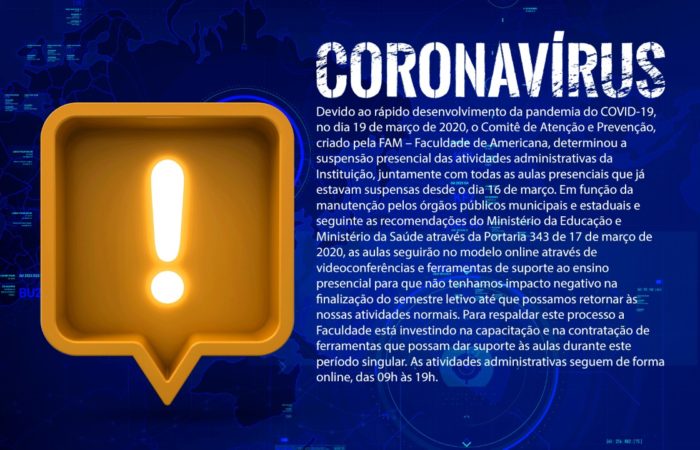 CORONAVÍRUS
Devido ao rápido desenvolvimento da pandemia do COVID-19,
no dia 19 de março de 2020, o Comitê de Atenção e Prevenção,
criado pela FAM – Faculdade de Americana, determinou a
suspensão presencial das atividades administrativas da
Instituição, juntamente com todas as aulas presenciais que já
estavam suspensas desde o dia 16 de março. Em função da
manutenção pelos órgãos públicos municipais e estaduais e
seguinte as recomendações do Ministério da Educação e
Ministério da Saúde através da Portaria 343 de 17 de março de
2020, as aulas seguirão no modelo online através de
videoconferências e ferramentas de suporte ao ensino
presencial para que não tenhamos impacto negativo na
finalização do semestre letivo até que possamos retornar às
nossas atividades normais. Para respaldar este processo a
Faculdade está investindo na capacitação e na contratação de
ferramentas que possam dar suporte às aulas durante este
período singular. As atividades administrativas seguem de forma
online, das 09h às 19h.